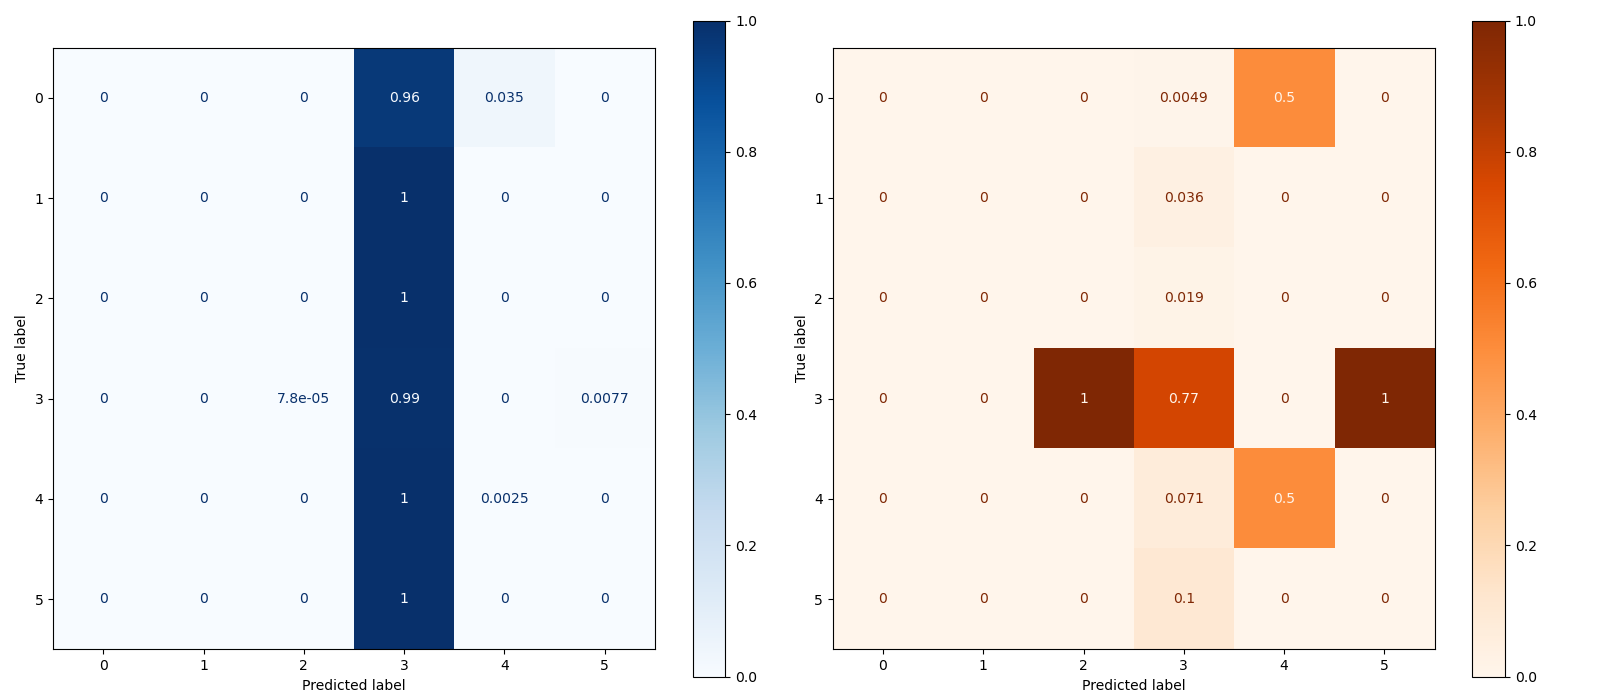 1.0
0 0 0 0 0.96 0.035 0
0.8
1 0 0 0 1 0 0
0.6
2 0 0 0 1 0 0
True label
3 0 0 7.8e-05 0.99 0 0.0077
0.4
4 0 0 0 1 0.0025 0
0.2
5 0 0 0 1 0 0
0.0
0 1 2 3 4 5
Predicted label
1.0
0 0 0 0 0.0049 0.5 0
0.8
1 0 0 0 0.036 0 0
0.6
2 0 0 0 0.019 0 0
True label
3 0 0 1 0.77 0 1
0.4
4 0 0 0 0.071 0.5 0
0.2
5 0 0 0 0.1 0 0
0.0
0 1 2 3 4 5
Predicted label